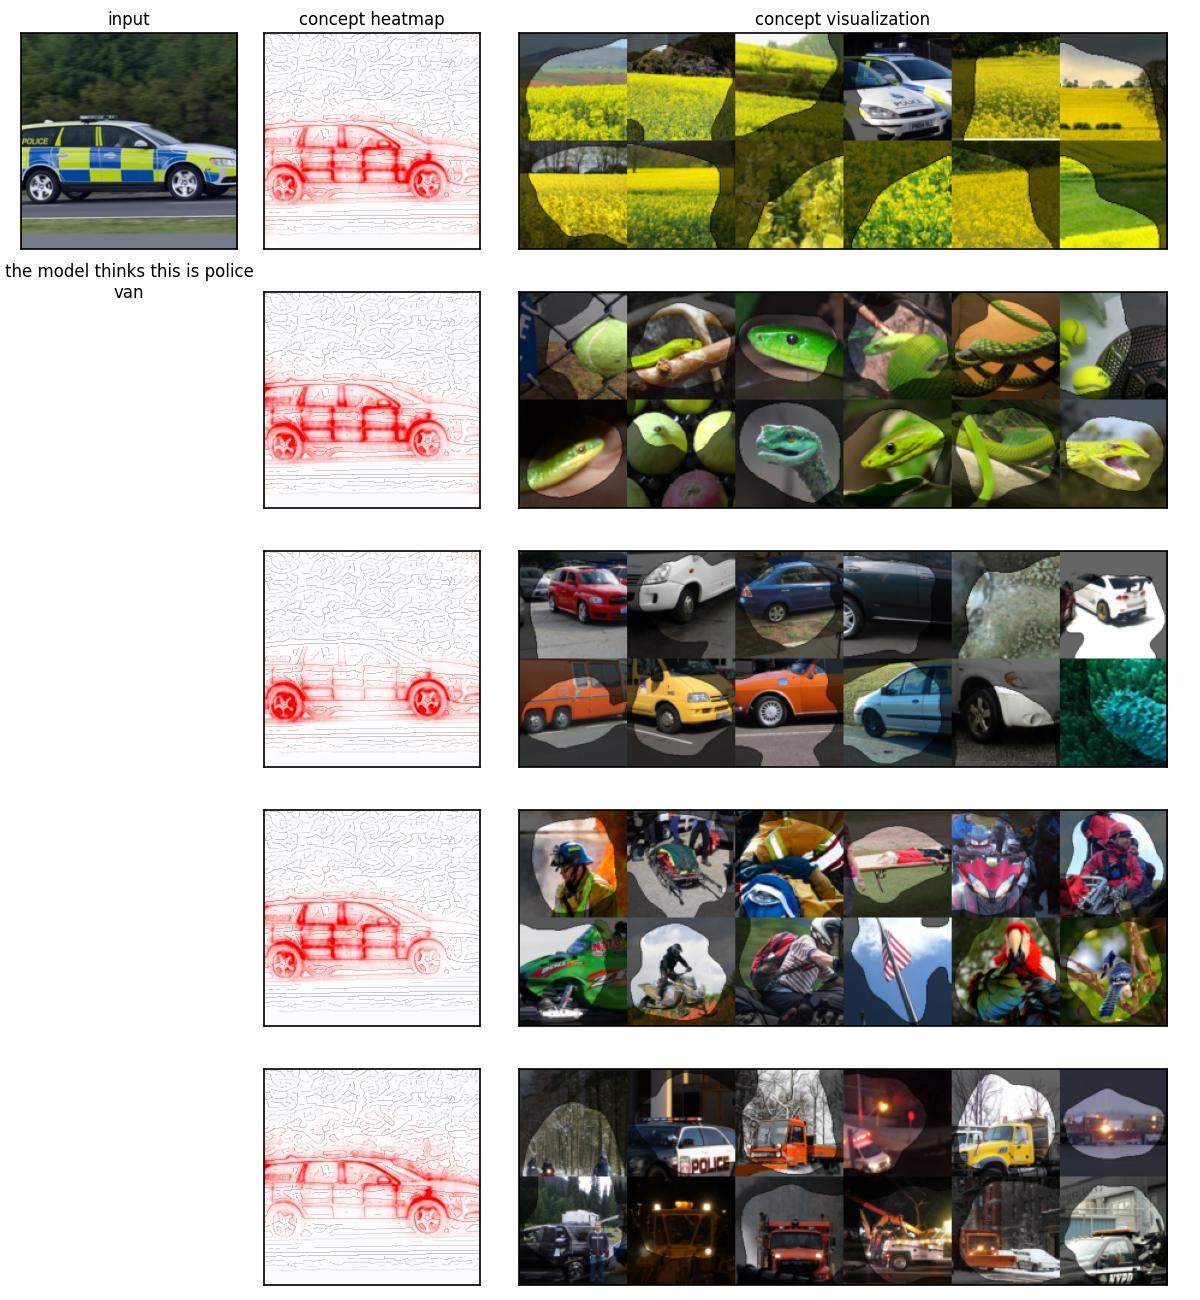 input
concept heatmap
concept visualization
POLICE
POLICE
the model thinks this is police
van
POLICE
NYPD